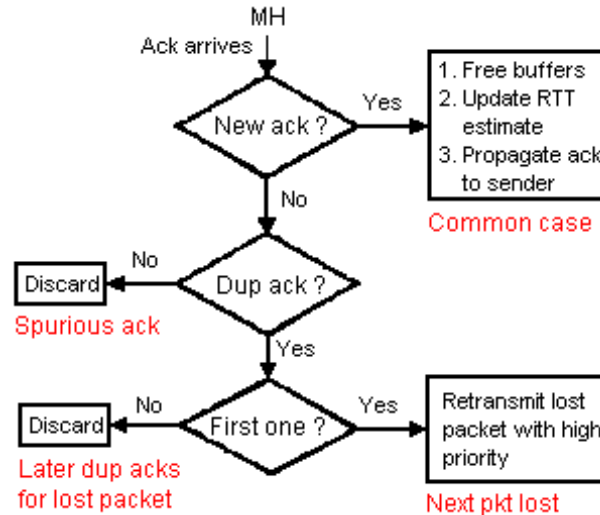 MH
Ack arrives
New ack ?
Yes
1. Free buffers
2. Update RTT
estimate
3. Propagate ack
to sender
Common case
No
Dup ack ?
No
Discard
Spurious ack
Yes
First one ?
No
Discard
Later dup acks
for lost packet
Yes
Retransmit lost
packet with high
priority
Next pkt lost